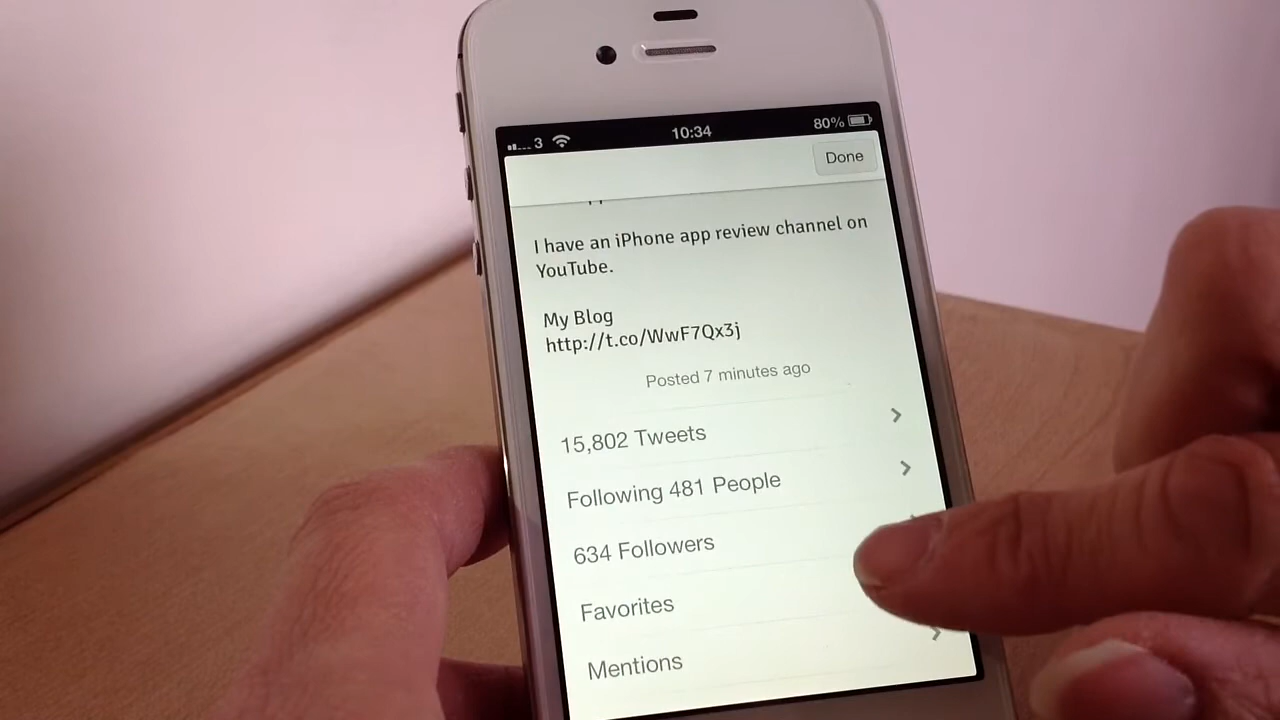 3 10:34 80%
Done
I have an iPhone app review channel on
YouTube.
My Blog
http://t.co/WwF7Qx3j
Posted 7 minutes ago
15,802 Tweets
Following 481 People
634 Followers
Favorites
Mentions